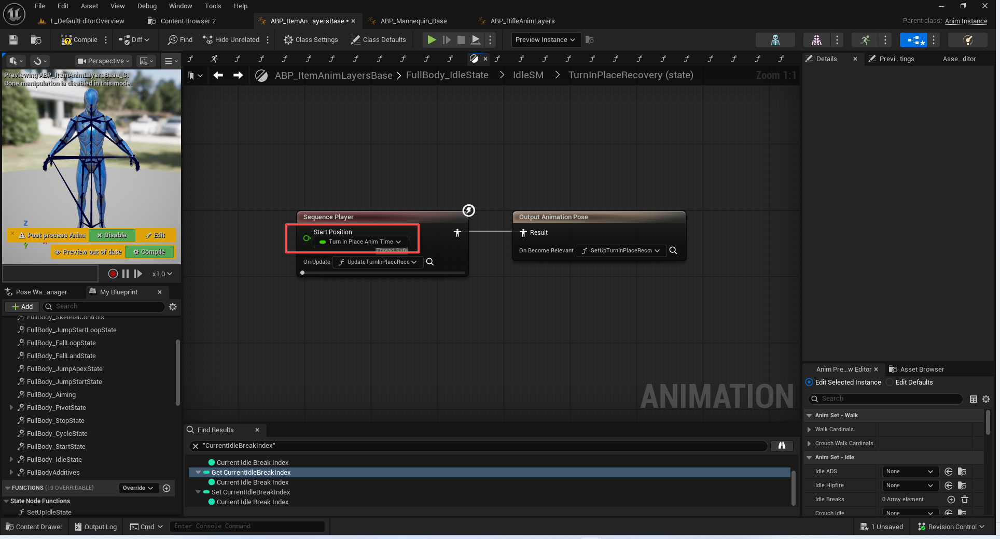 File Edit Asset View Debug Window Tools Help
L_DefaultEditorOverview
Content Browser 2
ABP_ItemAn...ayersBase *
ABP_Mannequin_Base
ABP_RifleAnimLayers
Parent class: Anim Instance
Compile
Diff
Find
Hide Unrelated
Class Settings
Class Defaults
Preview Instance
Perspective
Previewing ABP_ItemAnimLayersBase_C.
Bone manipulation is disabled in this mode.
ABP_ItemAnimLayersBase > FullBody_IdleState > IdleSM > TurnInPlaceRecovery (state)
Zoom 1:1
Details
Previ...tings
Asse...ditor
Sequence Player
Start Position
Turn in Place Anim Time
Thread Safe
On Update
UpdateTurnInPlaceRecc
Output Animation Pose
Result
On Become Relevant
SetUpTurnInPlaceRecov
ANIMATION
Z
Y
Post process Anim
Disable
Edit
Preview out of date
Compile
x1.0
Pose Wa...anager
My Blueprint
Add
Search
FullBody_SkeletalControls
FullBody_JumpStartLoopState
FullBody_FallLoopState
FullBody_FallLandState
FullBody_JumpApexState
FullBody_JumpStartState
FullBody_Aiming
FullBody_PivotState
FullBody_StopState
FullBody_CycleState
FullBody_StartState
FullBody_IdleState
FullBodyAdditives
FUNCTIONS (19 OVERRIDABLE)
Override
State Node Functions
SetUpIdleState
Find Results
"CurrentIdleBreakIndex"
Current Idle Break Index
Get CurrentIdleBreakIndex
Current Idle Break Index
Set CurrentIdleBreakIndex
Current Idle Break Index
Anim Pre...w Editor
Asset Browser
Edit Selected Instance
Edit Defaults
Search
Anim Set - Walk
Walk Cardinals
Crouch Walk Cardinals
Anim Set - Idle
Idle ADS
None
Idle Hipfire
None
Idle Breaks
0 Array element
Crouch Idle
None
Content Drawer
Output Log
Cmd
Enter Console Command
1 Unsaved
Revision Control